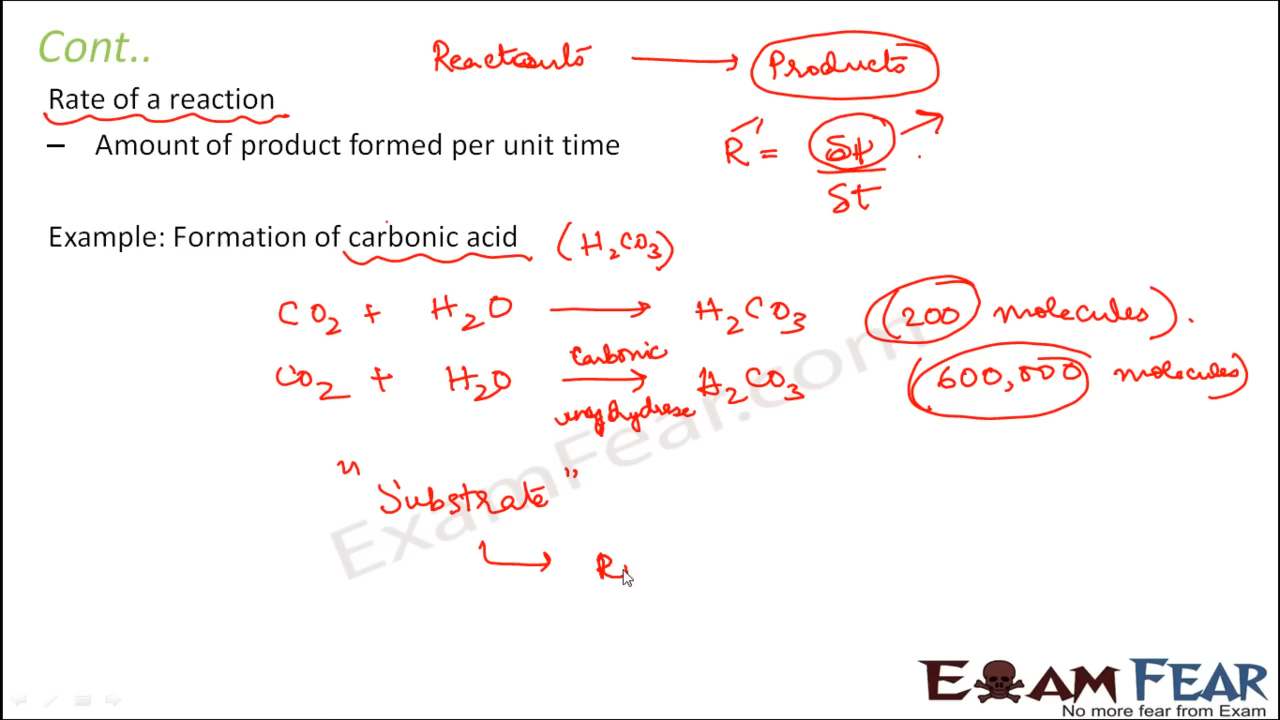 Cont..
Reactants → Products
Rate of a reaction
– Amount of product formed per unit time
R = δP
δt
Example: Formation of carbonic acid (H₂CO₃)
CO₂ + H₂O → H₂CO₃ (200 molecules).
Carbonic
CO₂ + H₂O → H₂CO₃ (600,000 molecules)
"Substrate"
→ R
ExamFear.com
EXAM FEAR
No more fear from Exam